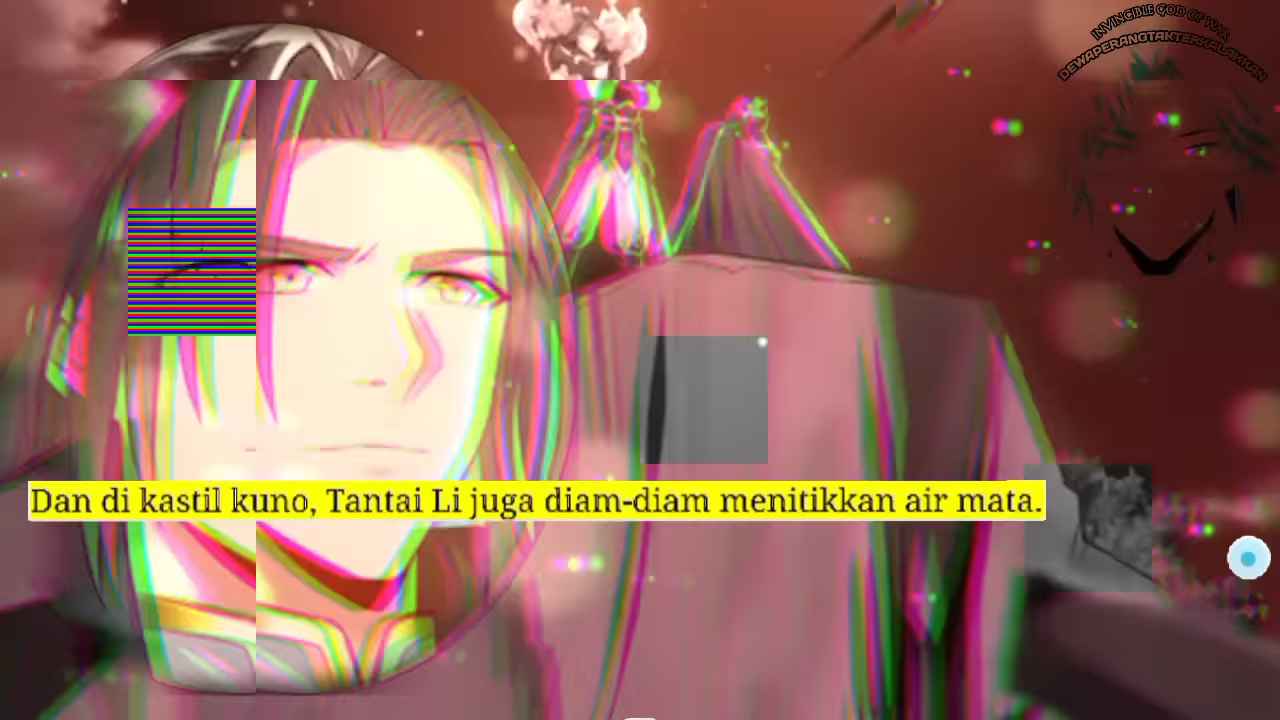 INVINCIBLE GOD OF WAR
DEWAPERANGTAKTERKALAHKAN
Dan di kastil kuno, Tantai Li juga diam-diam menitikkan air mata.